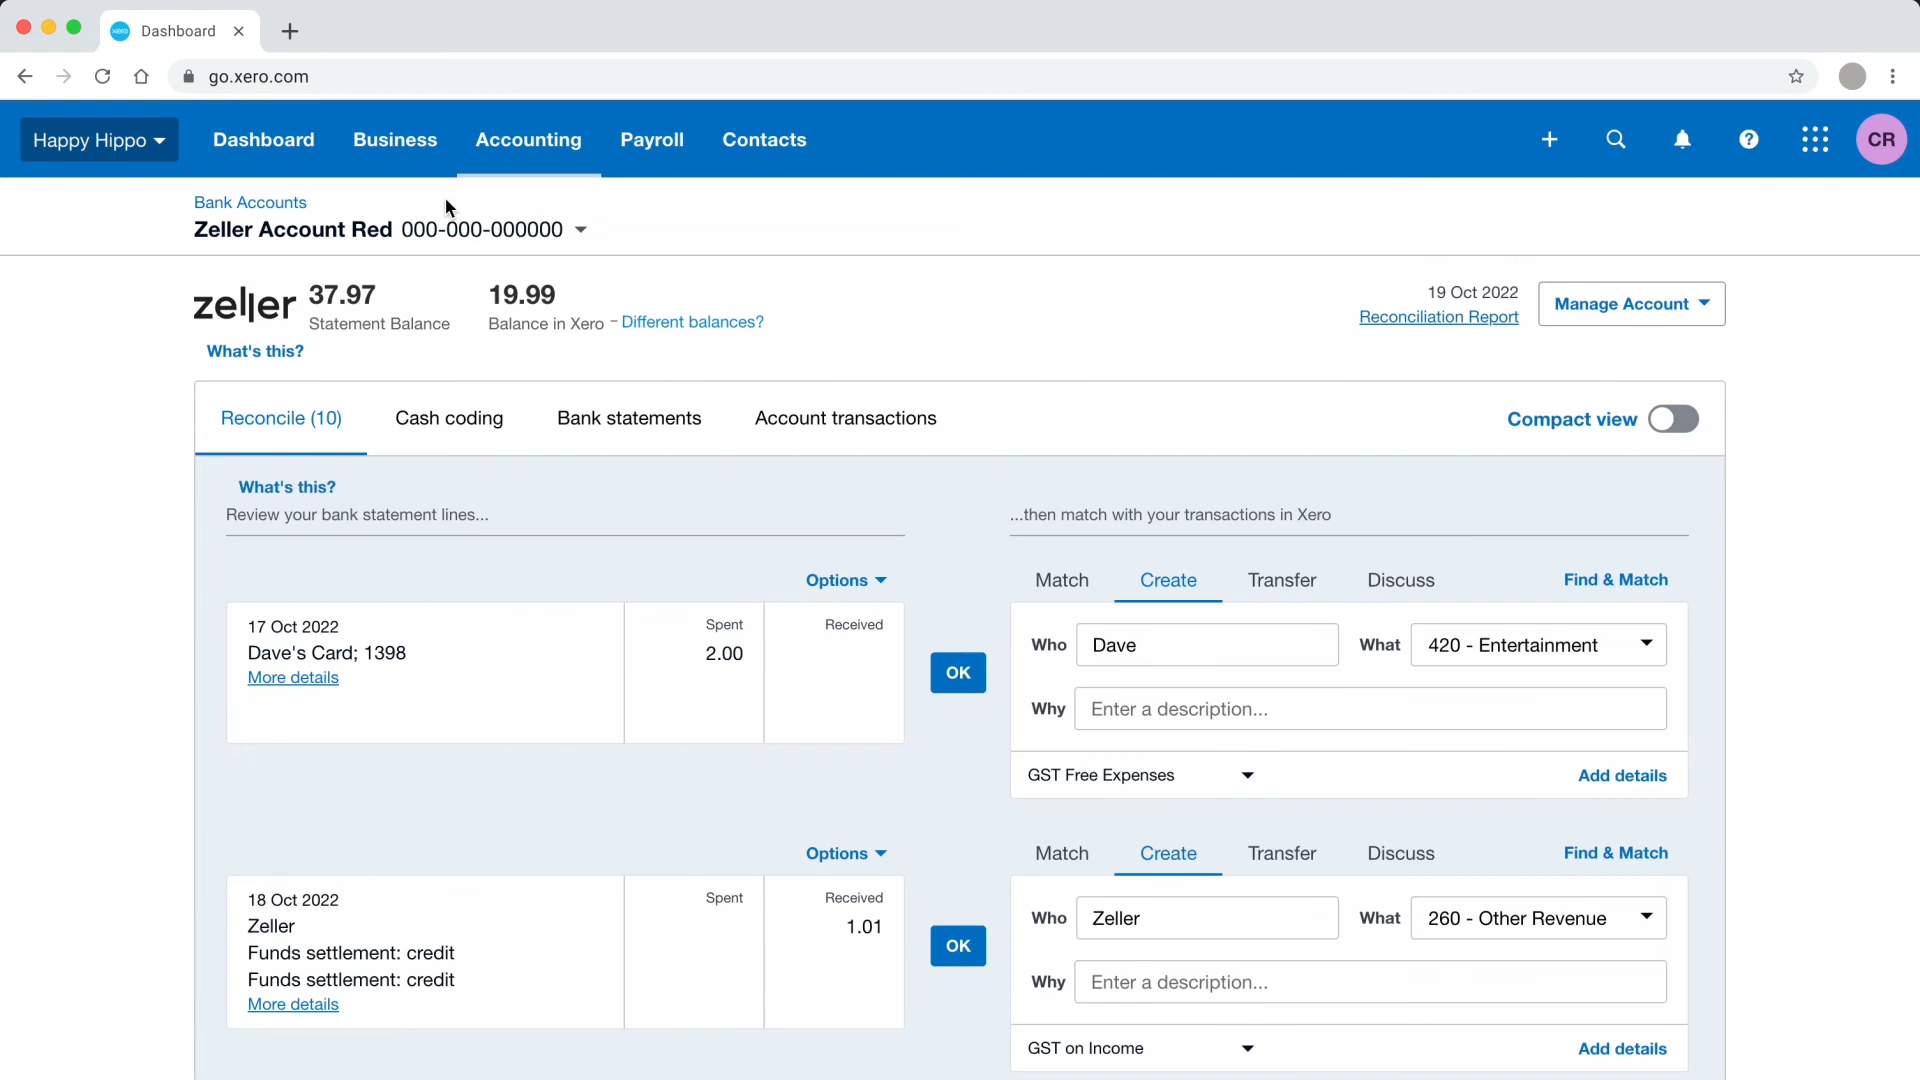 Dashboard
go.xero.com
Happy Hippo
Dashboard
Business
Accounting
Payroll
Contacts
CR
Bank Accounts
Zeller Account Red 000-000-000000
zeller
37.97
Statement Balance
19.99
Balance in Xero - Different balances?
What's this?
19 Oct 2022
Reconciliation Report
Manage Account
Reconcile (10)
Cash coding
Bank statements
Account transactions
Compact view
What's this?
Review your bank statement lines...
...then match with your transactions in Xero
Options
Match
Create
Transfer
Discuss
Find & Match
17 Oct 2022
Dave's Card; 1398
More details
Spent
2.00
Received
OK
Who
Dave
What
420 - Entertainment
Why
Enter a description...
GST Free Expenses
Add details
Options
Match
Create
Transfer
Discuss
Find & Match
18 Oct 2022
Zeller
Funds settlement: credit
Funds settlement: credit
More details
Spent
Received
1.01
OK
Who
Zeller
What
260 - Other Revenue
Why
Enter a description...
GST on Income
Add details